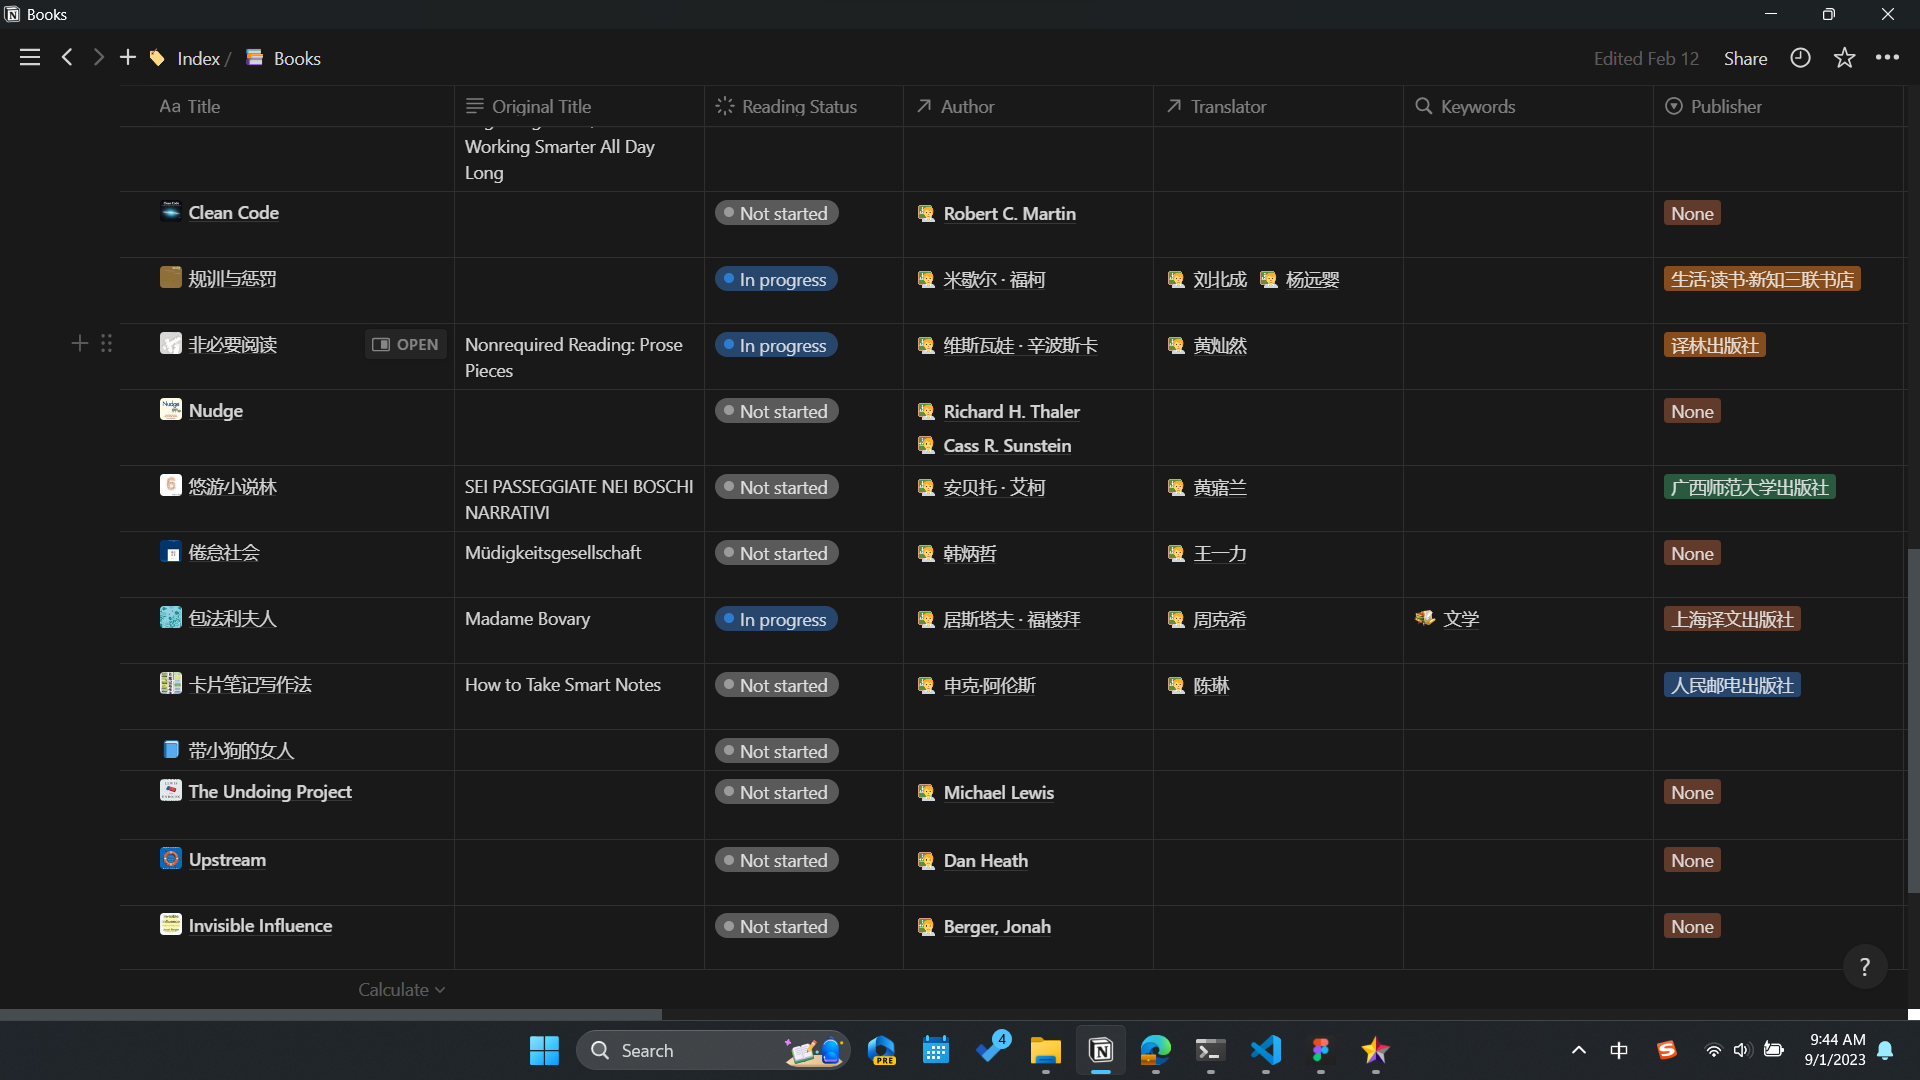 Books
Index / Books
Edited Feb 12 Share
Aa Title Original Title Reading Status Author Translator Keywords Publisher
Working Smarter All Day
Long
Clean Code Not started Robert C. Martin None
规训与惩罚 In progress 米歇尔 · 福柯 刘北成 杨远婴 生活·读书·新知三联书店
非必要阅读 OPEN Nonrequired Reading: Prose In progress 维斯瓦娃 · 辛波斯卡 黄灿然 译林出版社
Pieces
Nudge Not started Richard H. Thaler None
Cass R. Sunstein
悠游小说林 SEI PASSEGGIATE NEI BOSCHI Not started 安贝托 · 艾柯 黄寤兰 广西师范大学出版社
NARRATIVI
倦怠社会 Müdigkeitsgesellschaft Not started 韩炳哲 王一力 None
包法利夫人 Madame Bovary In progress 居斯塔夫 · 福楼拜 周克希 文学 上海译文出版社
卡片笔记写作法 How to Take Smart Notes Not started 申克·阿伦斯 陈琳 人民邮电出版社
带小狗的女人 Not started
The Undoing Project Not started Michael Lewis None
Upstream Not started Dan Heath None
Invisible Influence Not started Berger, Jonah None
Calculate
?
Search PRE 4 中 9:44 AM
9/1/2023